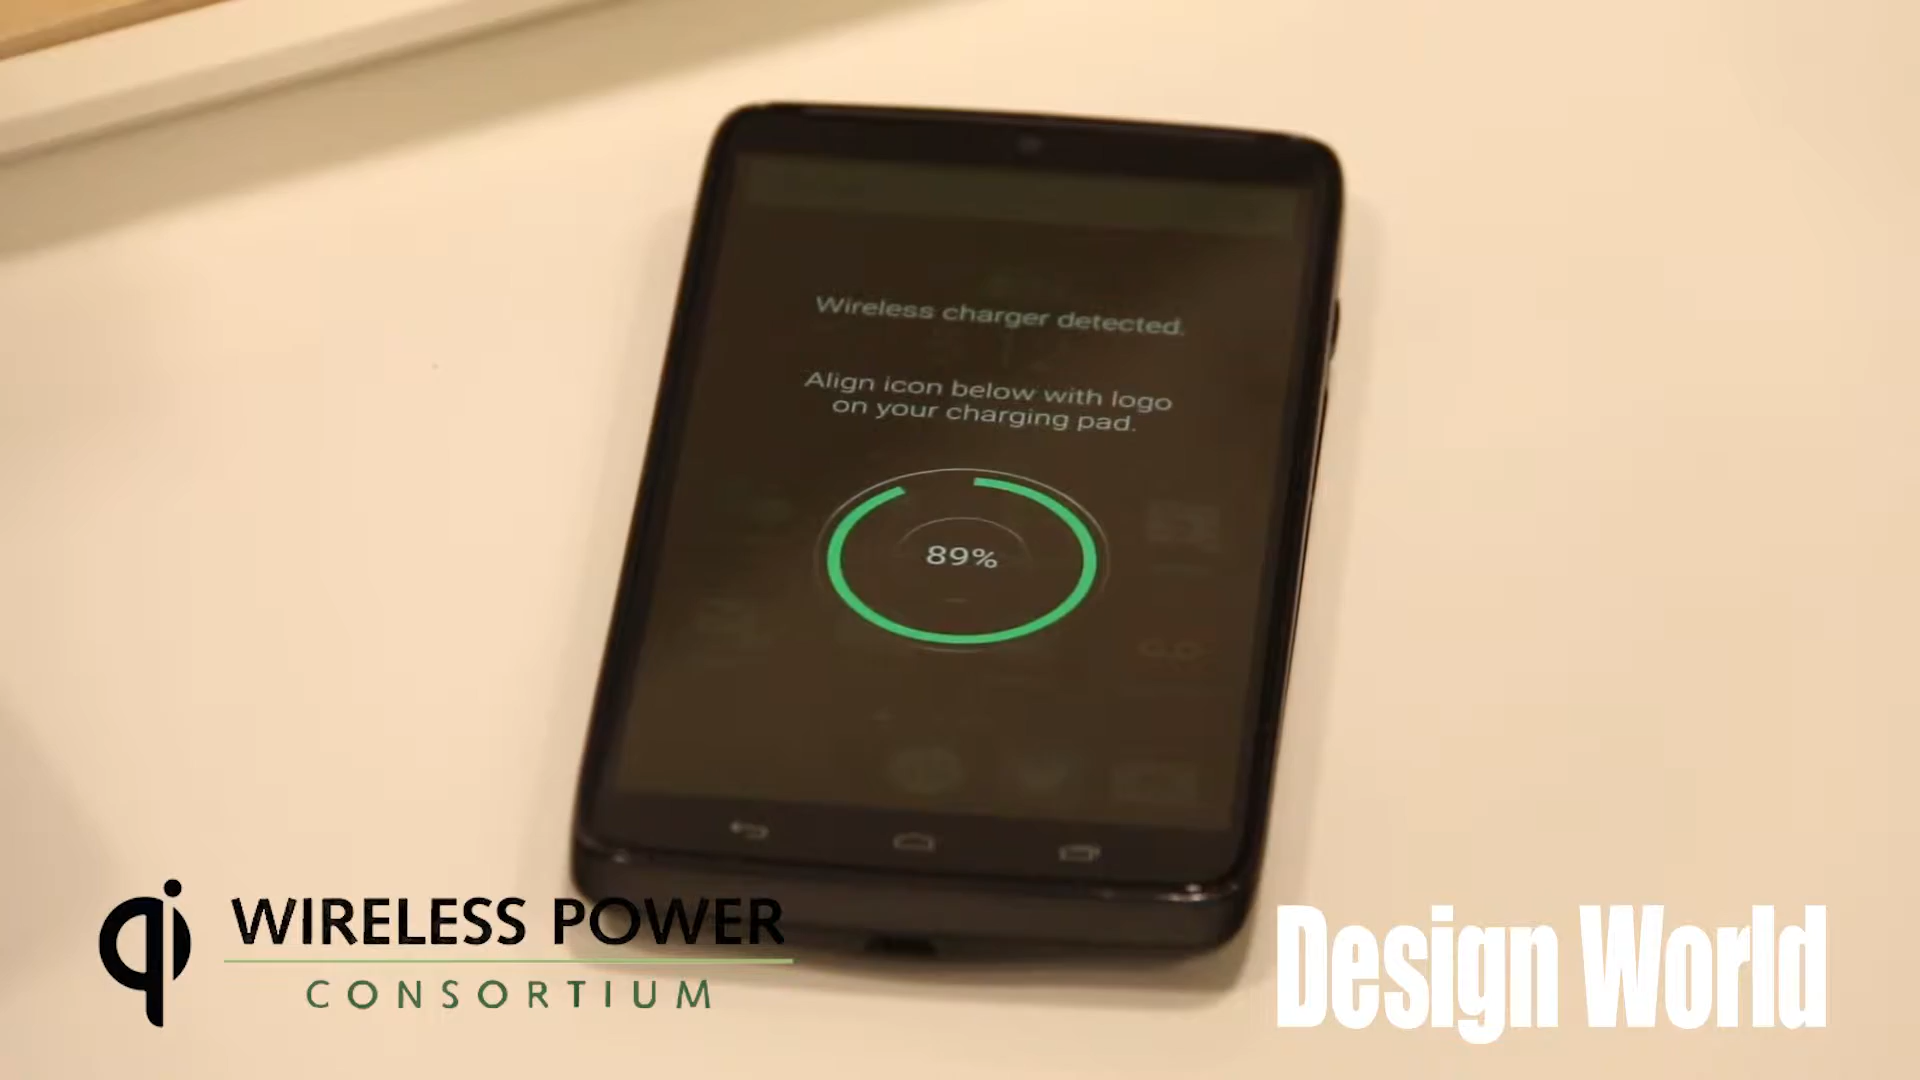 Wireless charger detected.
Align icon below with logo
on your charging pad.
89%
qi
WIRELESS POWER
CONSORTIUM
Design World